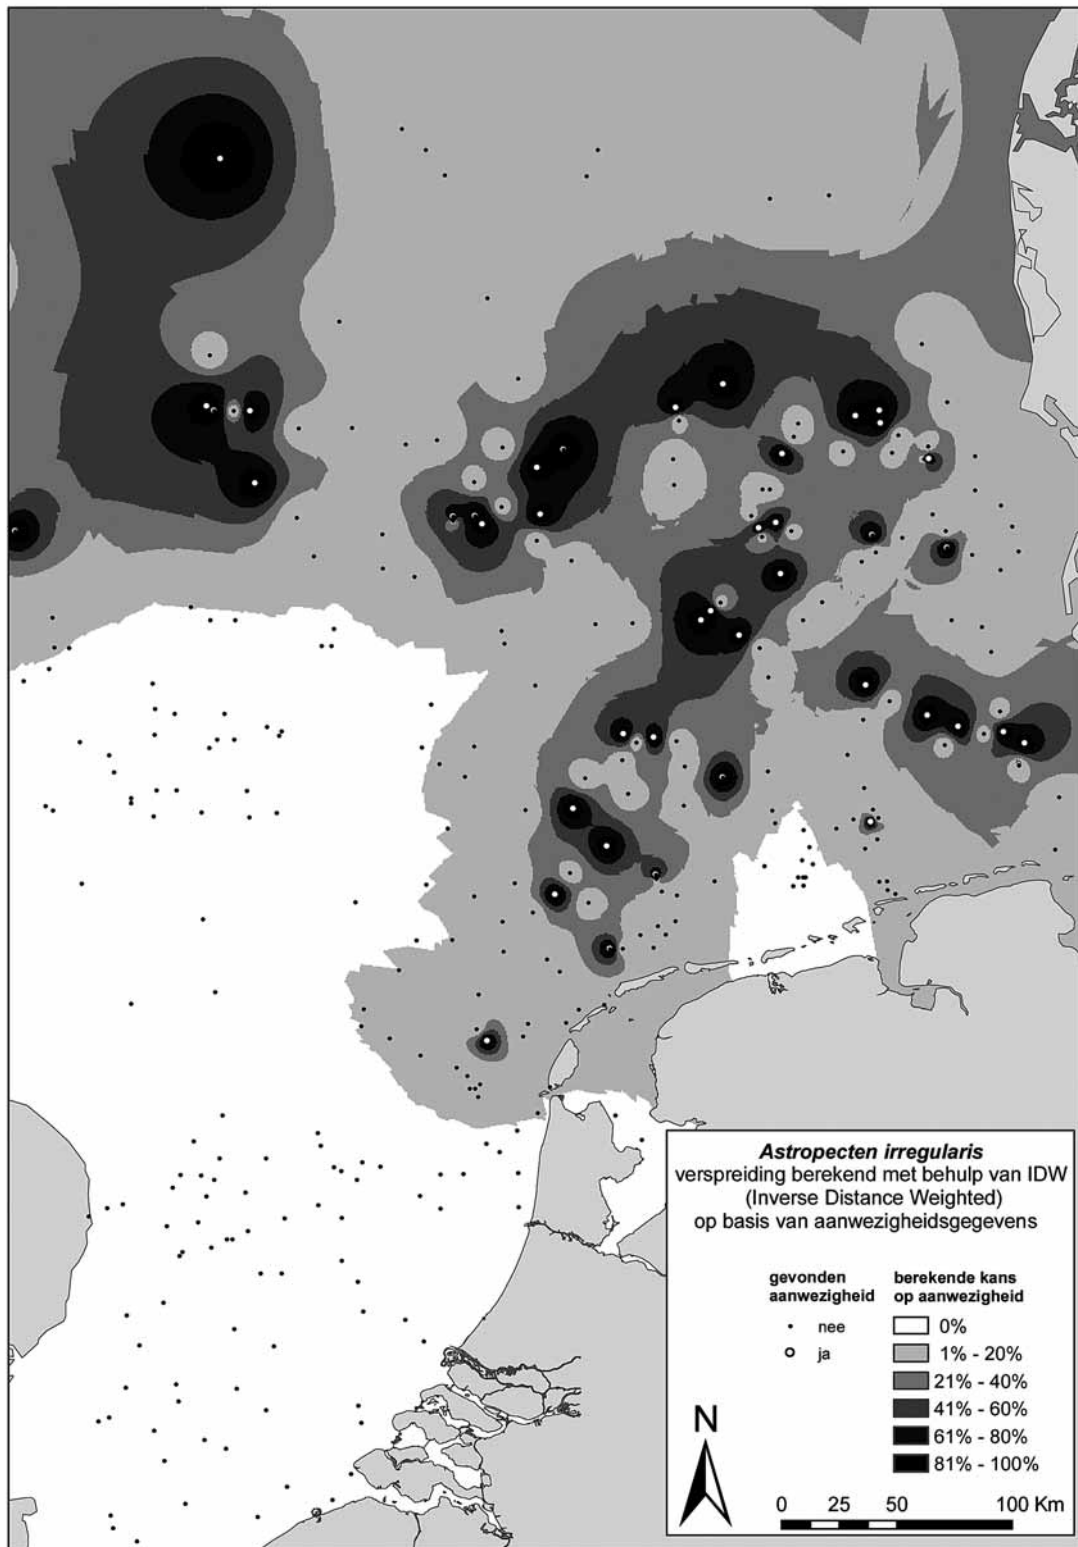 Astropecten irregularis
verspreiding berekend met behulp van IDW
(Inverse Distance Weighted)
op basis van aanwezigheidsgegevens
gevonden
aanwezigheid
nee
ja
berekende kans
op aanwezigheid
0%
1% - 20%
21% - 40%
41% - 60%
61% - 80%
81% - 100%
N
0 25 50 100 Km